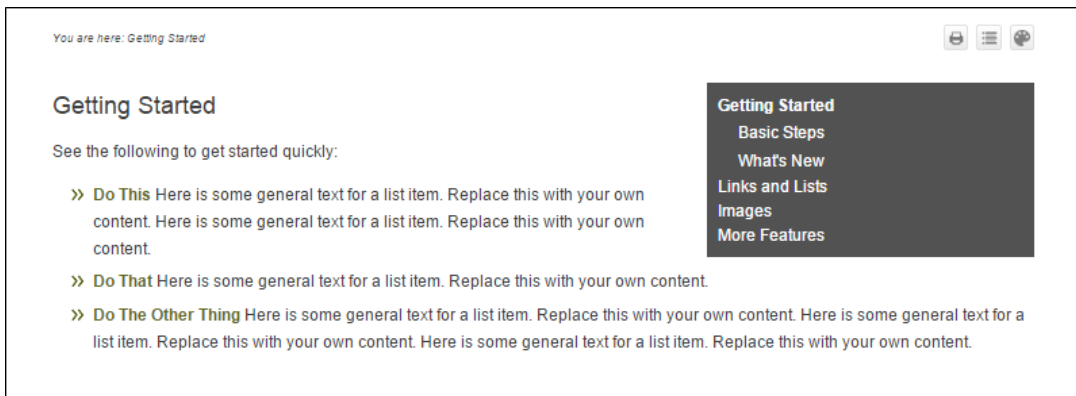 You are here: Getting Started
Getting Started
See the following to get started quickly:
Do This Here is some general text for a list item. Replace this with your own
content. Here is some general text for a list item. Replace this with your own
content.
Do That Here is some general text for a list item. Replace this with your own content.
Do The Other Thing Here is some general text for a list item. Replace this with your own content. Here is some general text for a
list item. Replace this with your own content. Here is some general text for a list item. Replace this with your own content.
Getting Started
Basic Steps
What's New
Links and Lists
Images
More Features